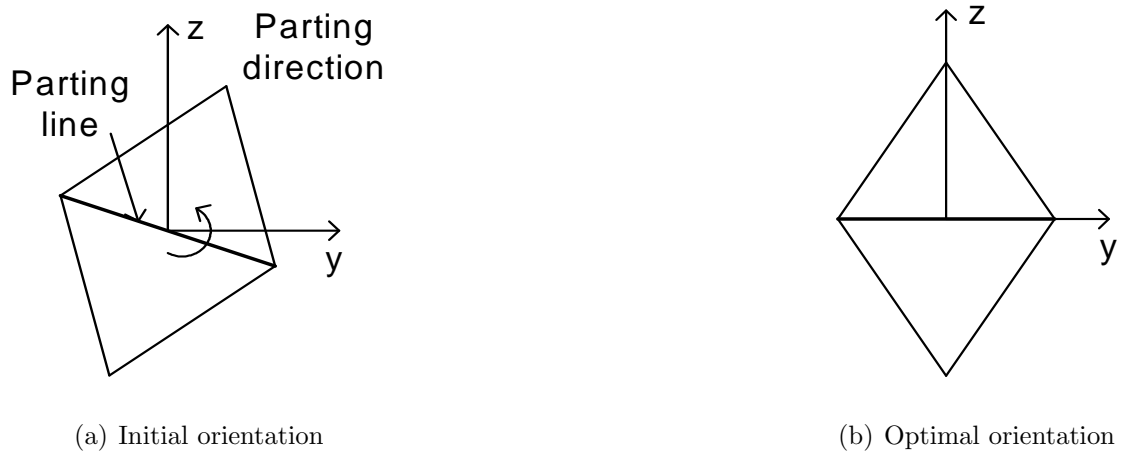 z
Parting
direction
Parting
line
y
(a) Initial orientation
z
y
(b) Optimal orientation